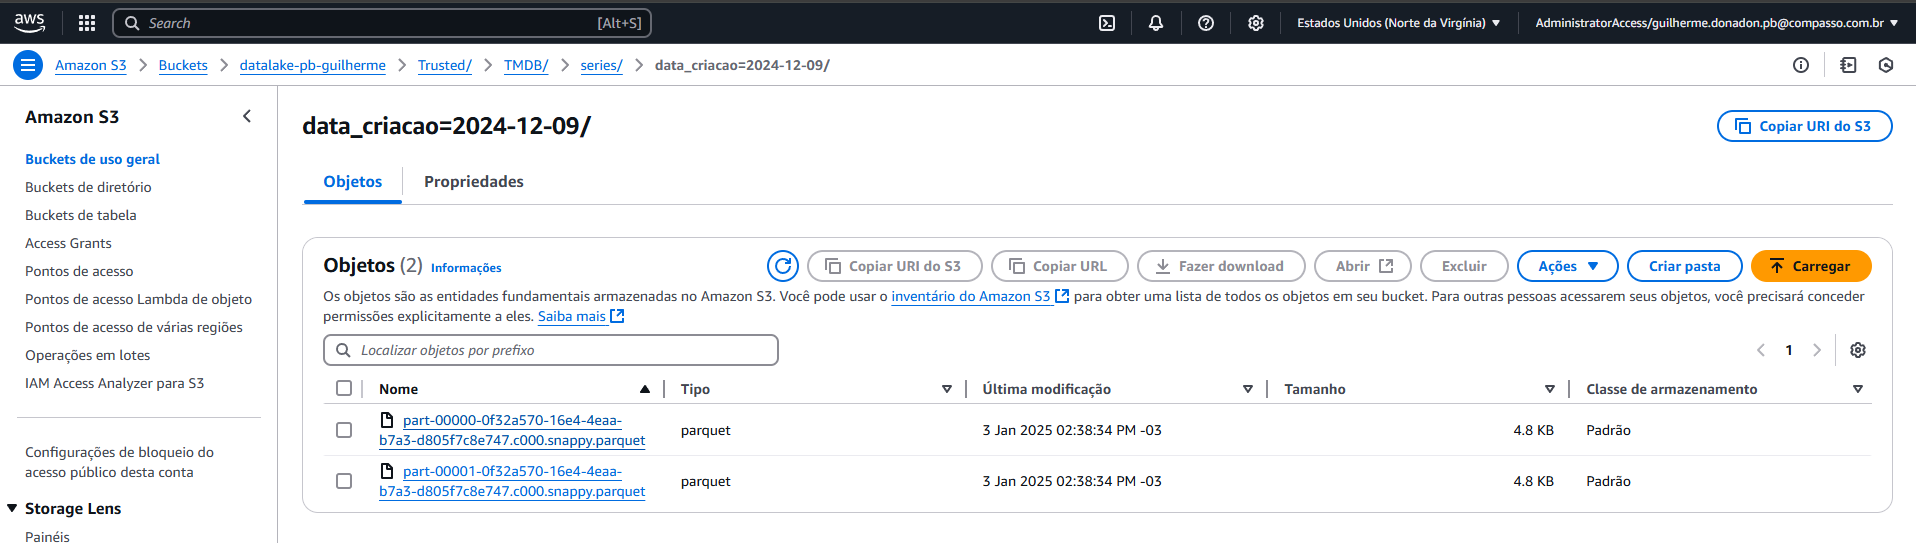 aws
Search [Alt+S]
Estados Unidos (Norte da Virgínia)
AdministratorAccess/guilherme.donadon.pb@compasso.com.br
Amazon S3 Buckets datalake-pb-guilherme Trusted/ TMDB/ series/ data_criacao=2024-12-09/
Amazon S3
Buckets de uso geral
Buckets de diretório
Buckets de tabela
Access Grants
Pontos de acesso
Pontos de acesso Lambda de objeto
Pontos de acesso de várias regiões
Operações em lotes
IAM Access Analyzer para S3
Configurações de bloqueio do
acesso público desta conta
Storage Lens
Painéis
data_criacao=2024-12-09/
Copiar URI do S3
Objetos Propriedades
Objetos (2) Informações
Copiar URI do S3 Copiar URL Fazer download Abrir Excluir Ações Criar pasta Carregar
Os objetos são as entidades fundamentais armazenadas no Amazon S3. Você pode usar o inventário do Amazon S3 para obter uma lista de todos os objetos em seu bucket. Para outras pessoas acessarem seus objetos, você precisará conceder
permissões explicitamente a eles. Saiba mais
Localizar objetos por prefixo
1
Nome Tipo Última modificação Tamanho Classe de armazenamento
part-00000-0f32a570-16e4-4eaa-
b7a3-d805f7c8e747.c000.snappy.parquet
parquet 3 Jan 2025 02:38:34 PM -03 4.8 KB Padrão
part-00001-0f32a570-16e4-4eaa-
b7a3-d805f7c8e747.c000.snappy.parquet
parquet 3 Jan 2025 02:38:34 PM -03 4.8 KB Padrão